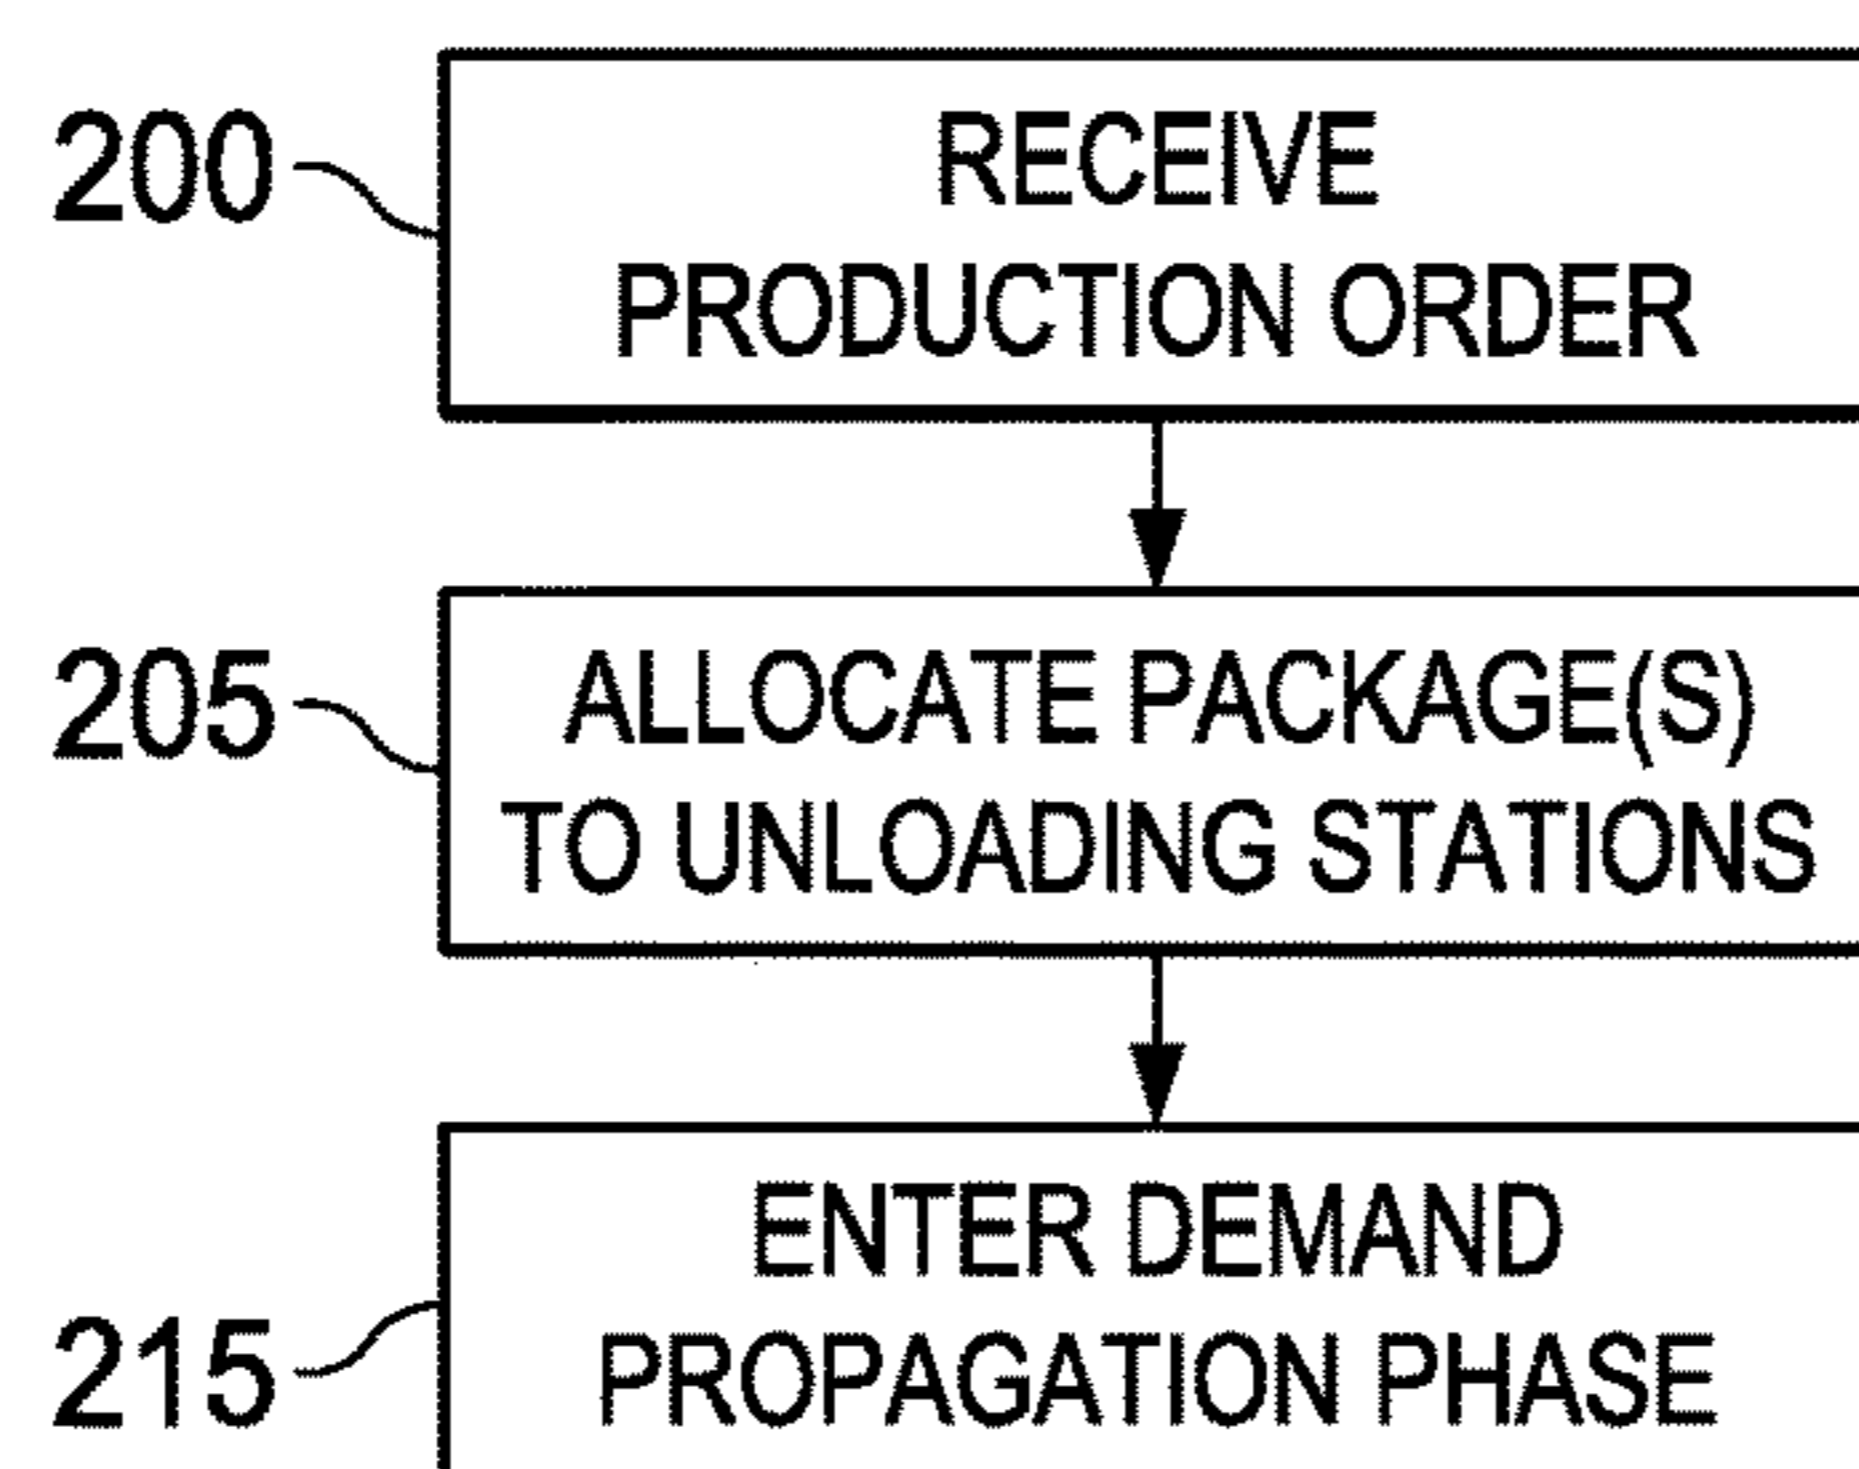 200
RECEIVE
PRODUCTION ORDER
205
ALLOCATE PACKAGE(S)
TO UNLOADING STATIONS
215
ENTER DEMAND
PROPAGATION PHASE